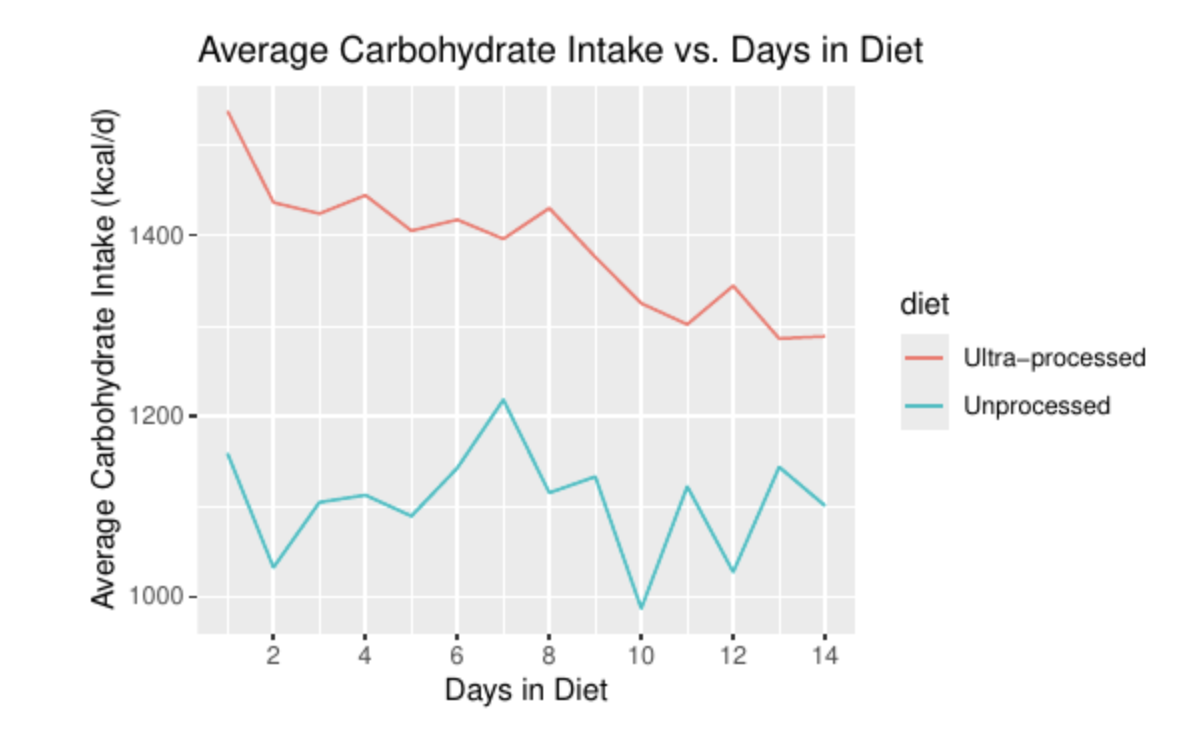 Average Carbohydrate Intake vs. Days in Diet
Average Carbohydrate Intake (kcal/d)
1400
1200
1000
2 4 6 8 10 12 14
Days in Diet
diet
Ultra−processed
Unprocessed